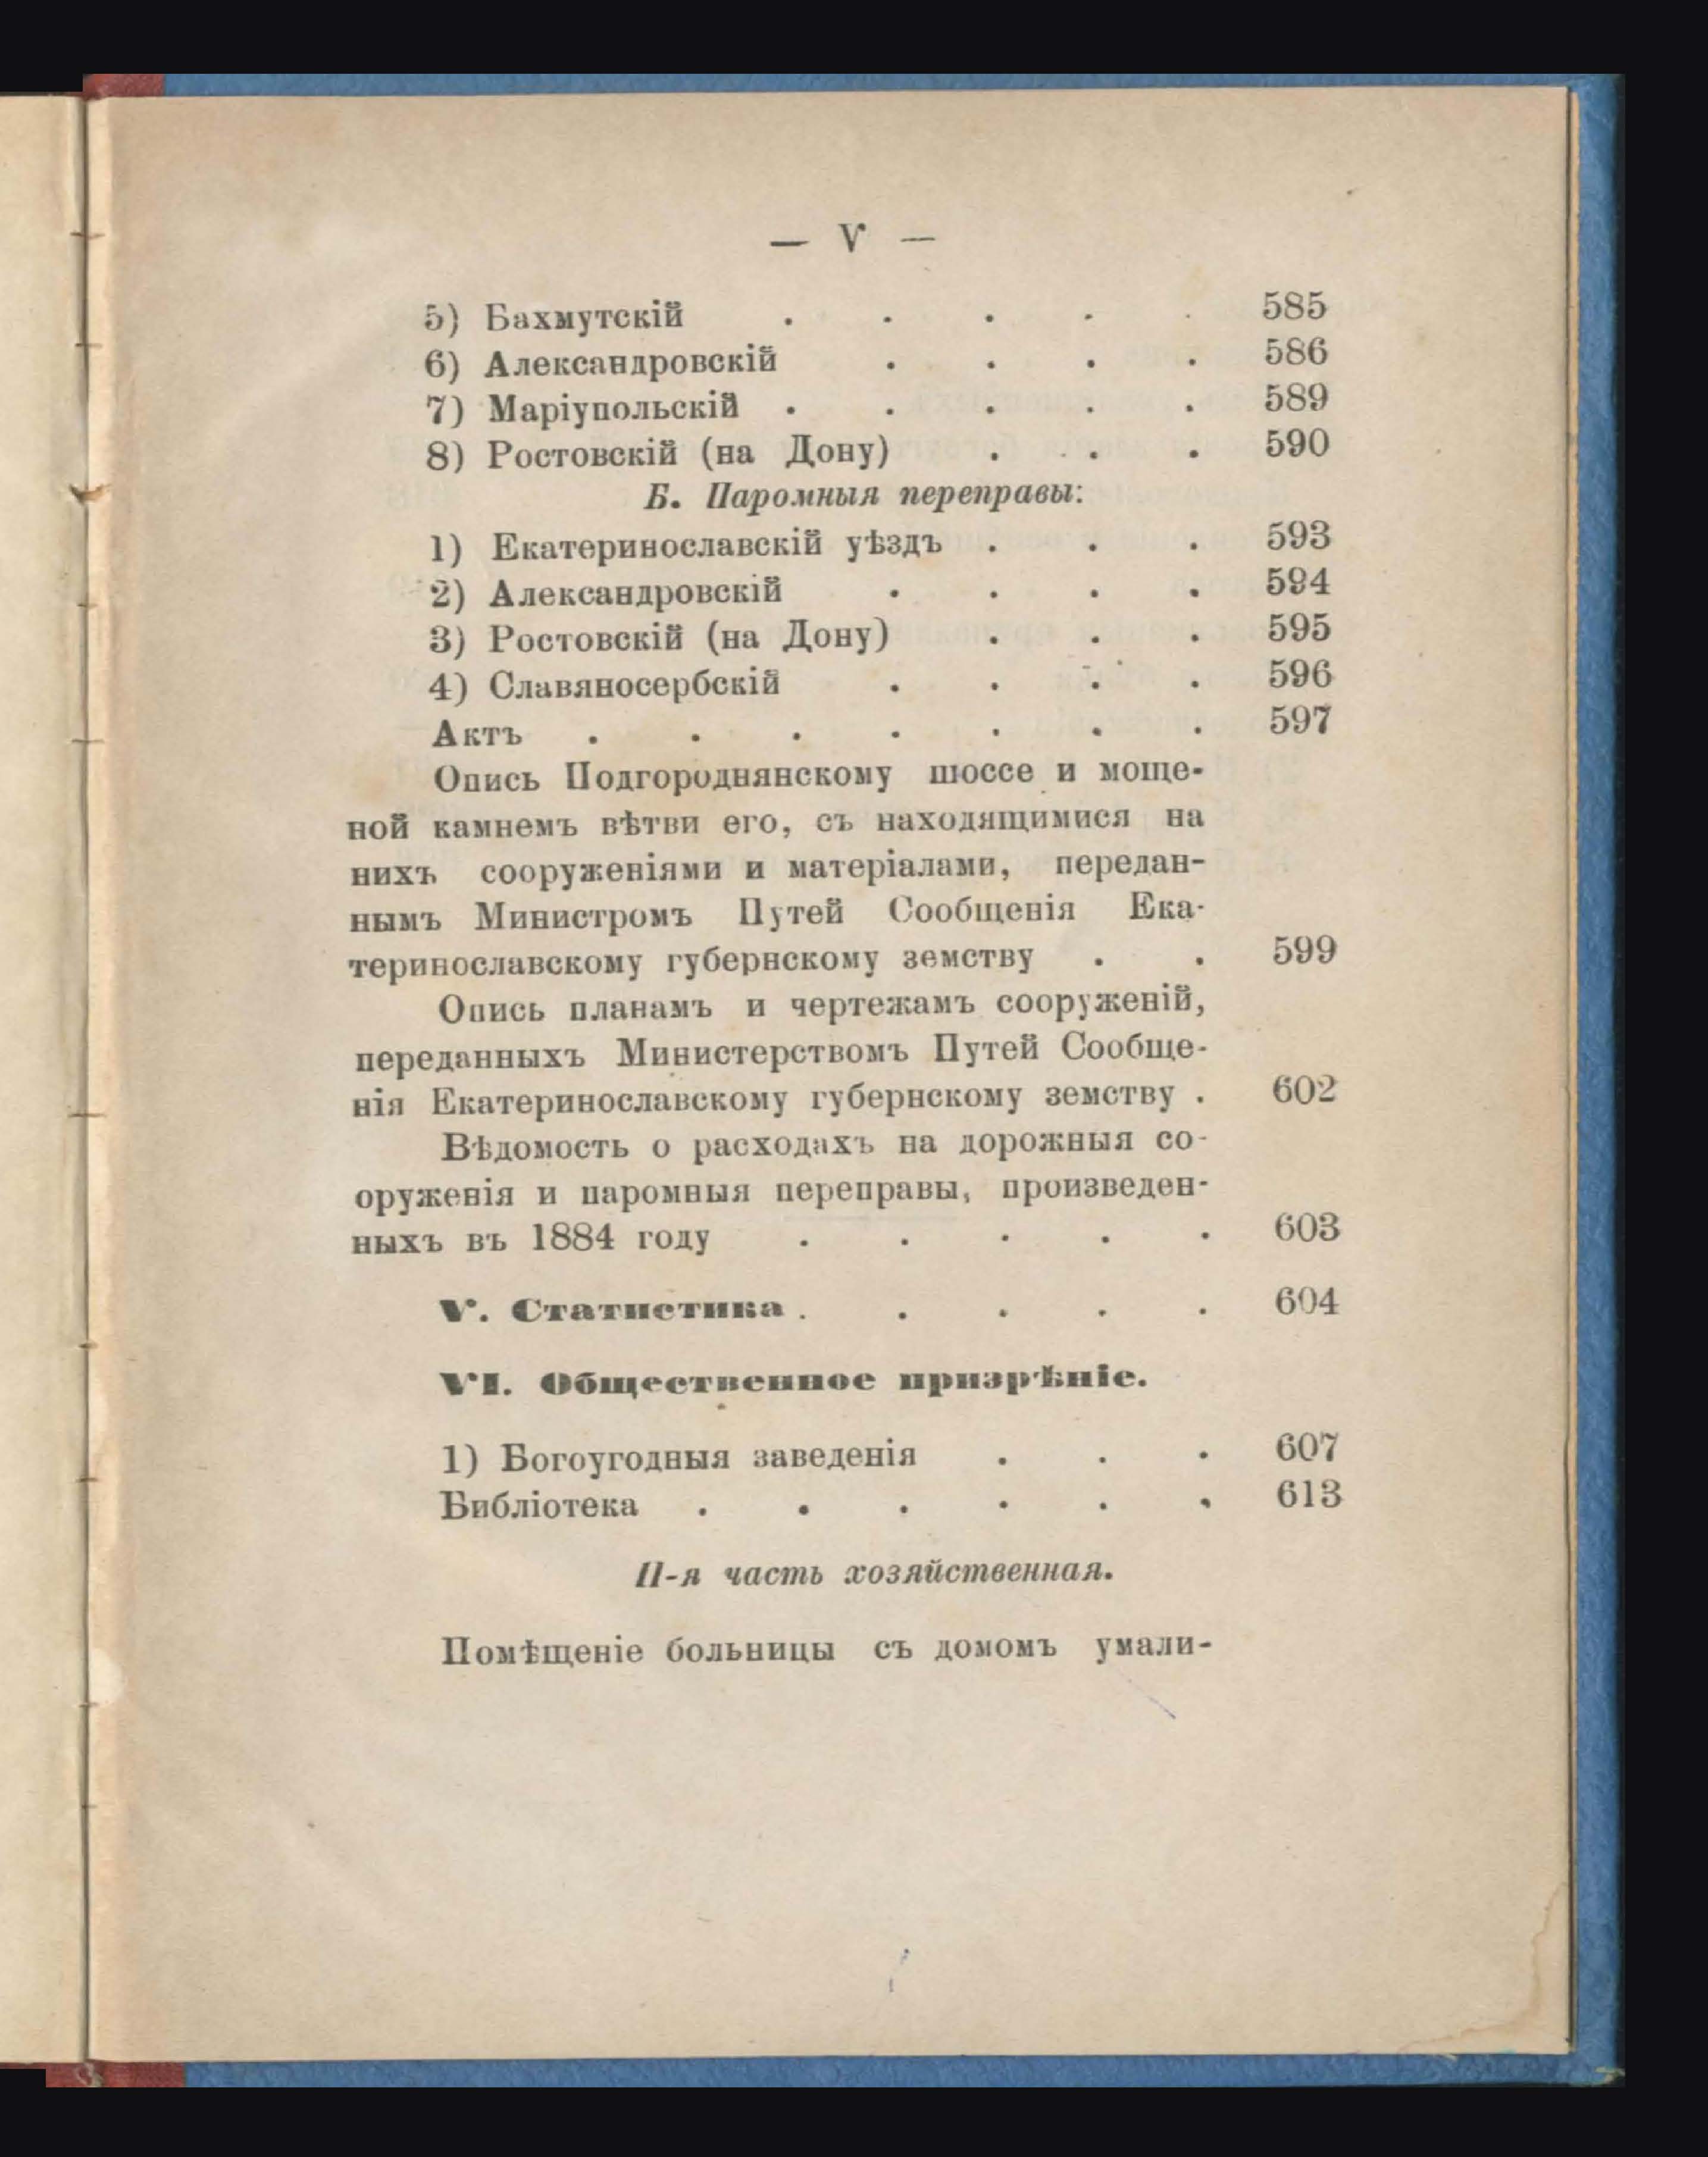 — V —
5) Бахмутскій . . . . . 585
6) Александровскій . . . . 586
7) Маріупольскій . . . . . 589
8) Ростовскій (на Дону) . . . 590
Б. Паромныя переправы:
1) Екатеринославскій уѣздъ . . . 593
2) Александровскій . . . . 594
3) Ростовскій (на Дону) . . . 595
4) Славяносербскій . . . . 596
Актъ . . . . . . . 597
Опись Подгороднянскому шоссе и моще-
ной камнемъ вѣтви его, съ находящимися на
нихъ сооруженіями и матеріалами, передан-
нымъ Министромъ Путей Сообщенія Ека-
теринославскому губернскому земству . . 599
Опись планамъ и чертежамъ сооруженій,
переданныхъ Министерствомъ Путей Сообще-
нія Екатеринославскому губернскому земству . 602
Вѣдомость о расходахъ на дорожныя со-
оруженія и паромныя переправы, произведен-
ныхъ въ 1884 году . . . . . 603
V. Статистика . . . . . 604
VI. Общественное призрѣніе.
1) Богоугодныя заведенія . . . 607
Библіотека . . . . . . 613
II-я часть хозяйственная.
Помѣщеніе больницы съ домомъ умали-